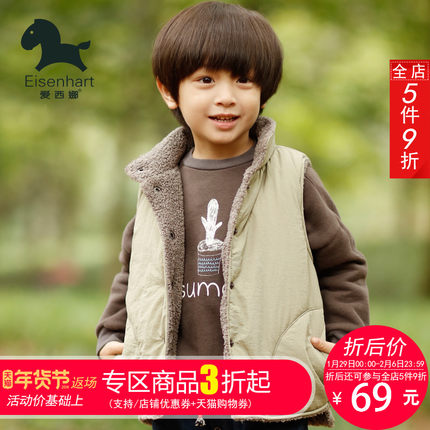 Eisenhart
爱西娜
全店
5件9折
sum
天猫年货节返场
活动价基础上
专区商品3折起
(支持/店铺优惠券+天猫购物券)
折后价
1月29日00:00-2月6日23:59
折后还可参与全店5件9折
¥69元